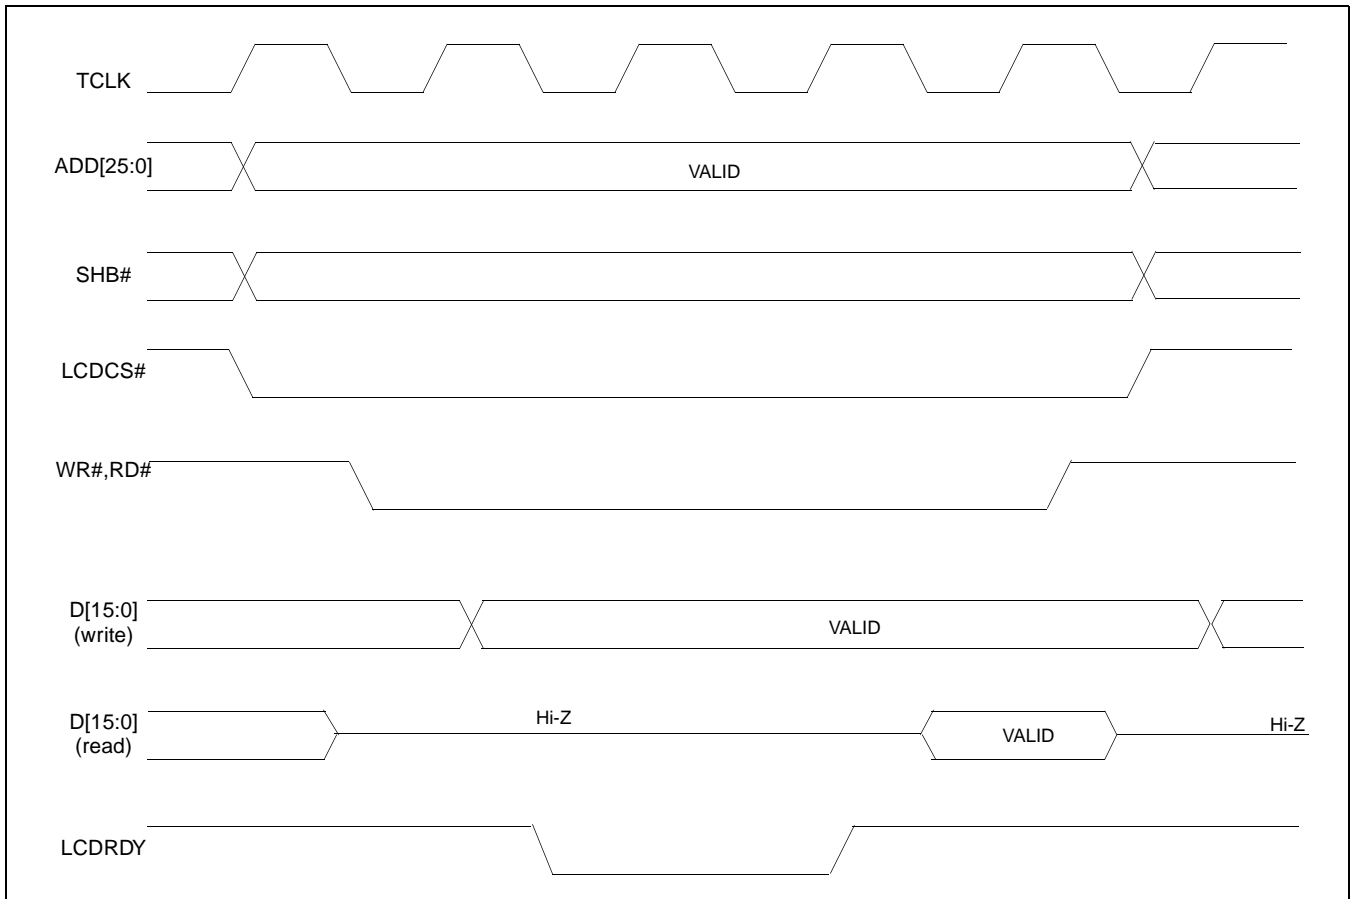 TCLK
ADD[25:0]
VALID
SHB#
LCDCS#
WR#,RD#
D[15:0]
(write)
VALID
D[15:0]
(read)
Hi-Z
VALID
Hi-Z
LCDRDY